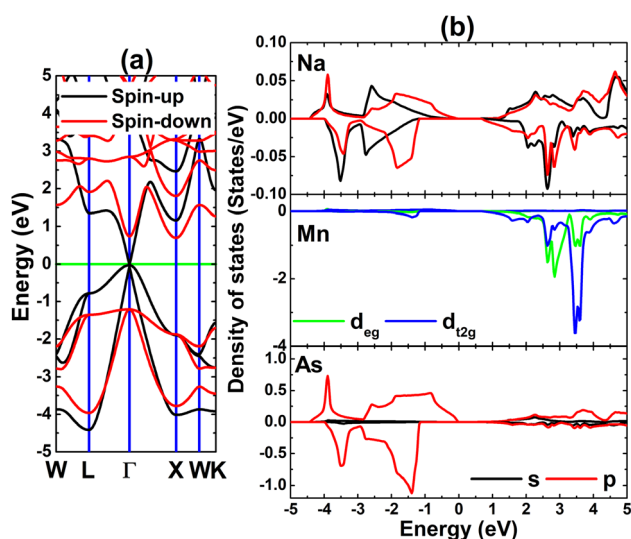 (a)
Energy (eV)
5
4
3
2
1
0
-1
-2
-3
-4
-5
Spin-up
Spin-down
W L Γ X W K
(b)
Density of states (States/eV)
0.10
0.05
0.00
-0.05
-0.10
Na
0
-2
-4
Mn
d_eg d_t2g
1.0
0.5
0.0
-0.5
-1.0
As
s p
-5 -4 -3 -2 -1 0 1 2 3 4 5
Energy (eV)